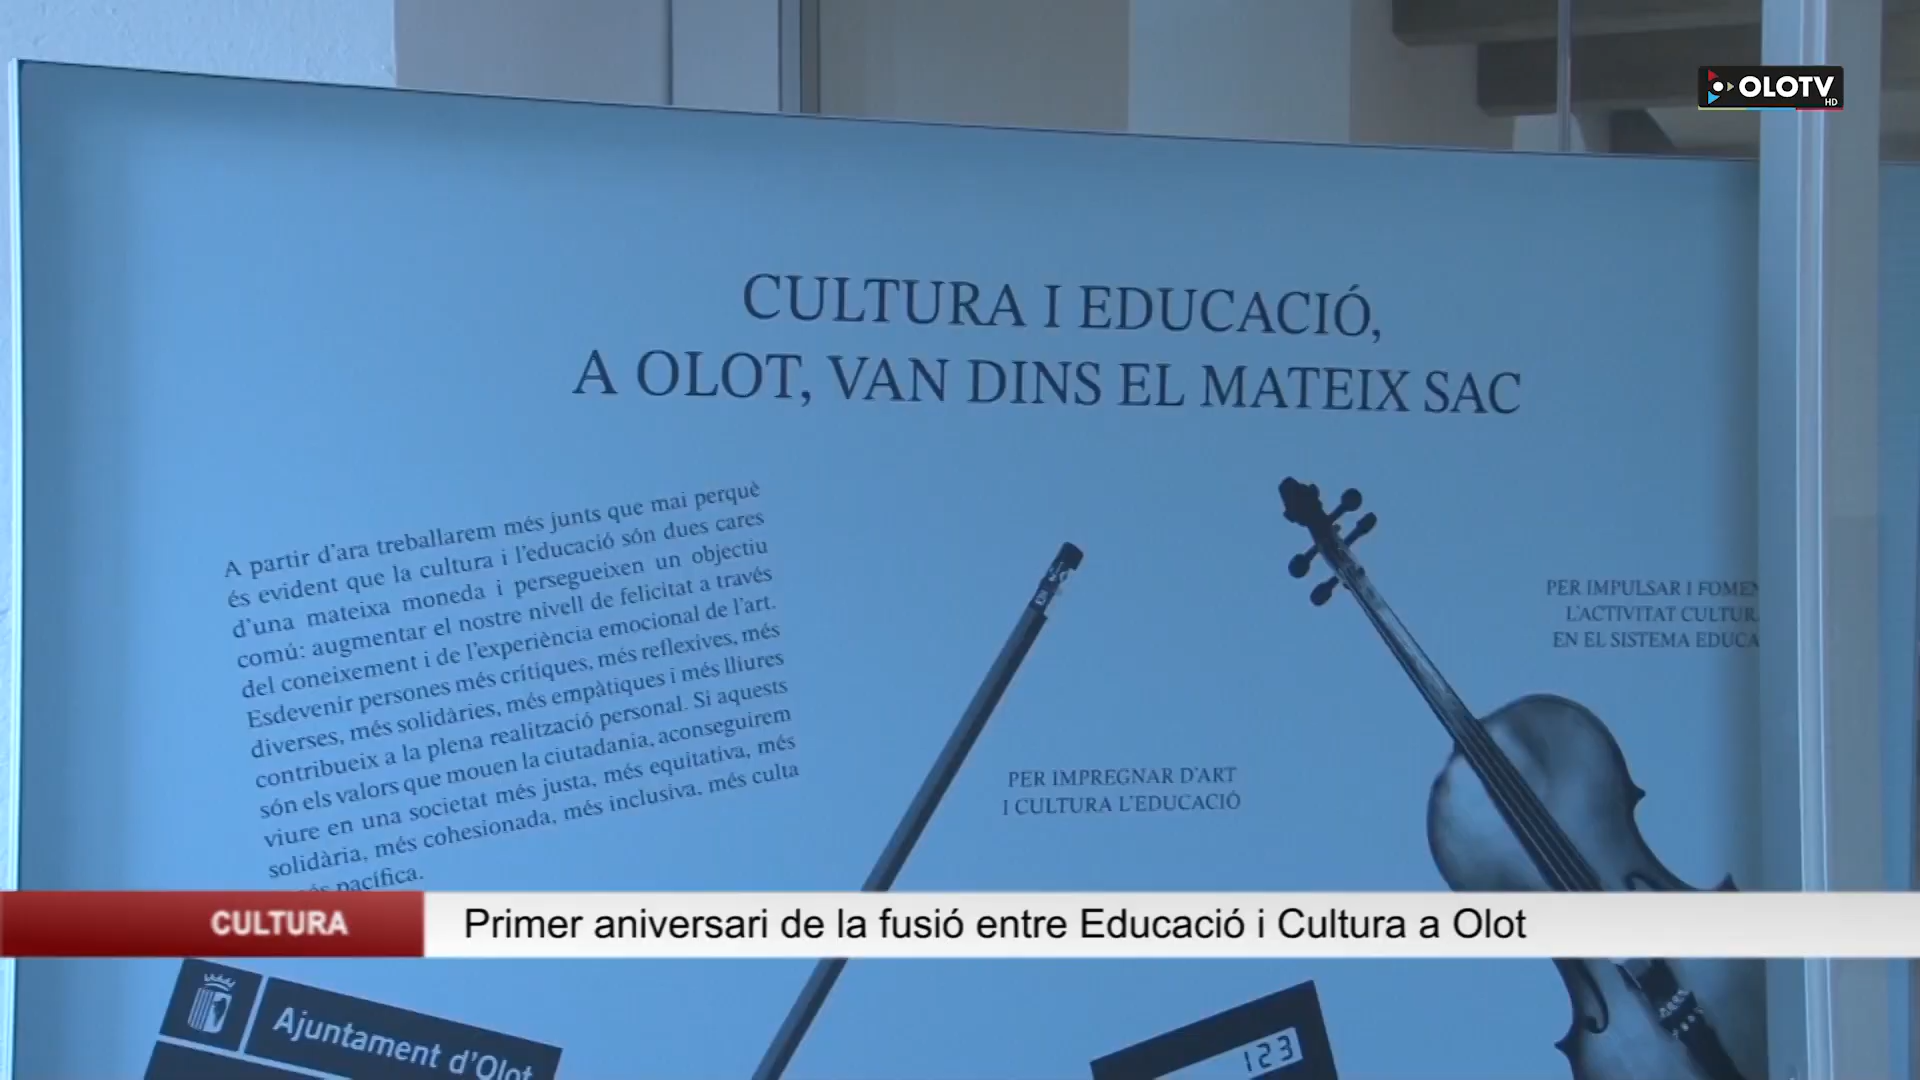 OLOTV
HD
CULTURA I EDUCACIÓ,
A OLOT, VAN DINS EL MATEIX SAC
A partir d'ara treballarem més junts que mai perquè
és evident que la cultura i l'educació són dues cares
d'una mateixa moneda i persegueixen un objectiu
comú: augmentar el nostre nivell de felicitat a través
del coneixement i de l'experiència emocional de l'art.
Esdevenir persones més crítiques, més reflexives, més
diverses, més solidàries, més empàtiques i més lliures
contribueix a la plena realització personal. Si aquests
són els valors que mouen la ciutadania, aconseguirem
viure en una societat més justa, més equitativa, més
solidària, més cohesionada, més inclusiva, més culta
pacífica.
PER IMPREGNAR D'ART
I CULTURA L'EDUCACIÓ
PER IMPULSAR I FOMEN
L'ACTIVITAT CULTUR
EN EL SISTEMA EDUCA
CULTURA
Primer aniversari de la fusió entre Educació i Cultura a Olot
Ajuntament d'Olot
123